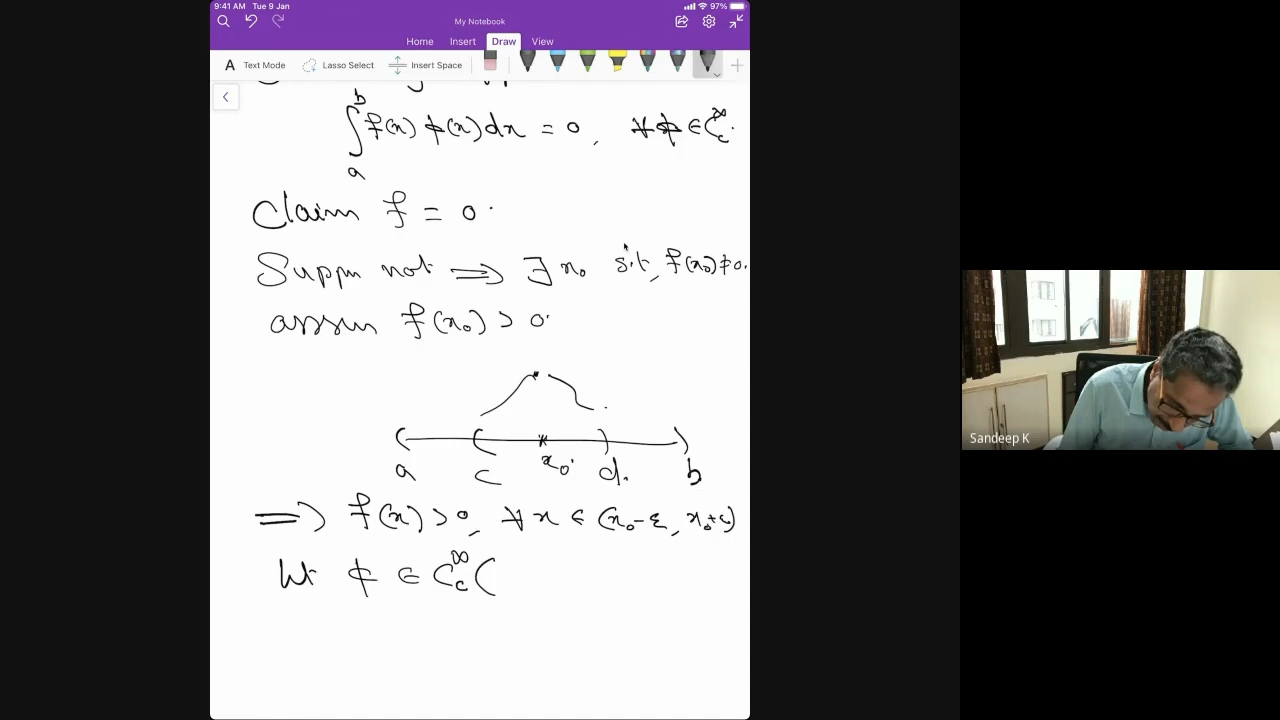 9:41 AM Tue 9 Jan
97%
My Notebook
Home Insert Draw View
A Text Mode Lasso Select Insert Space
∫_a^b f(x) ϕ(x) dx = 0, ∀ ϕ ∈ C_c^∞.
Claim f = 0.
Suppn not ⟹ ∃ x₀ s.t, f(x₀) ≠ 0.
assum f(x₀) > 0.
a c x₀ d. b
⟹ f(x) > 0, ∀ x ∈ (x₀-ε, x₀+ε)
let ϕ ∈ C_c^∞(
Sandeep K